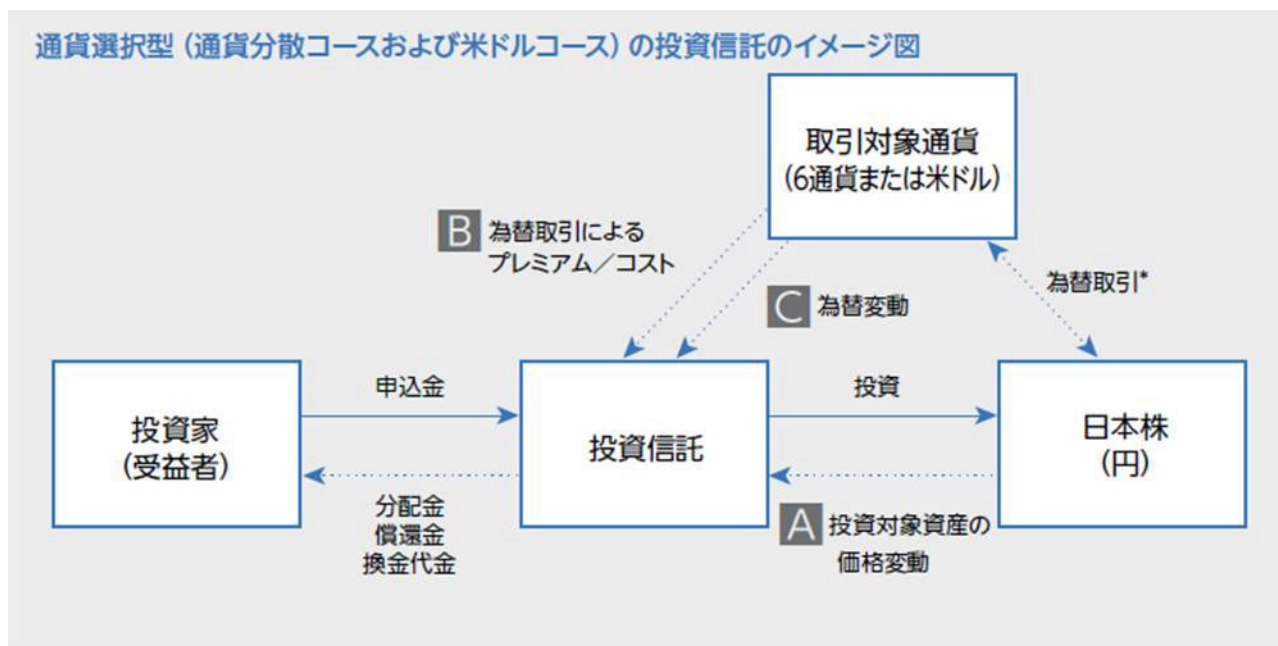 通貨選択型（通貨分散コースおよび米ドルコース）の投資信託のイメージ図
取引対象通貨
（6通貨または米ドル）
B 為替取引による
プレミアム／コスト
C 為替変動
為替取引*
投資家
（受益者）
申込金
分配金
償還金
換金代金
投資信託
投資
A 投資対象資産の
価格変動
日本株
（円）